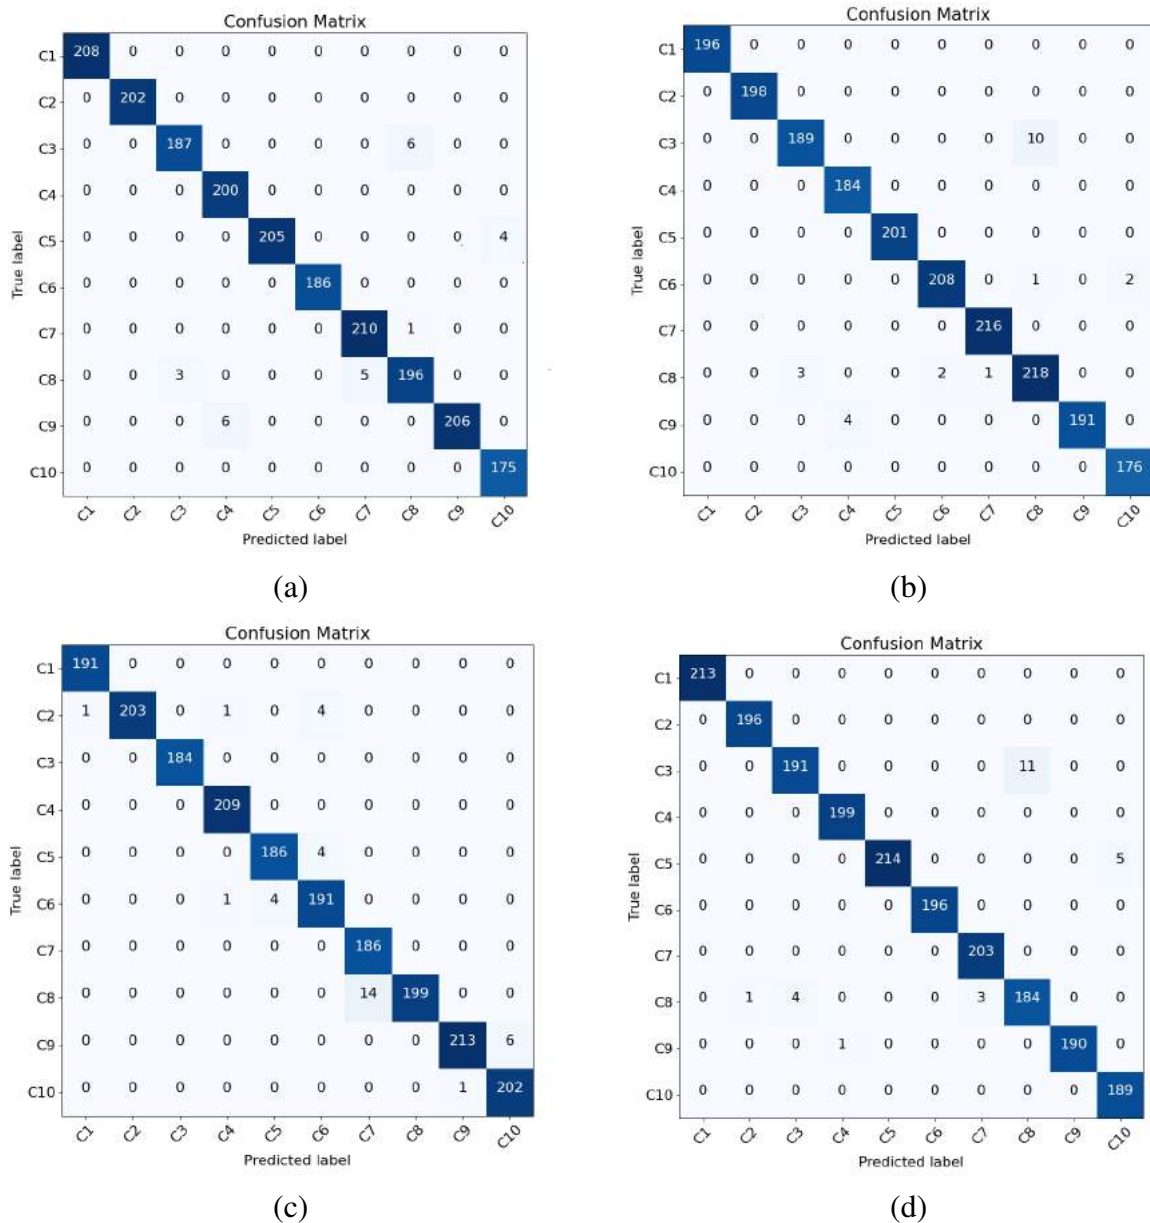 Confusion Matrix
C1 208 0 0 0 0 0 0 0 0 0
C2 0 202 0 0 0 0 0 0 0 0
C3 0 0 187 0 0 0 0 6 0 0
C4 0 0 0 200 0 0 0 0 0 0
C5 0 0 0 0 205 0 0 0 0 4
C6 0 0 0 0 0 186 0 0 0 0
C7 0 0 0 0 0 0 210 1 0 0
C8 0 0 3 0 0 0 5 196 0 0
C9 0 0 0 6 0 0 0 0 206 0
C10 0 0 0 0 0 0 0 0 0 175
True label
C1 C2 C3 C4 C5 C6 C7 C8 C9 C10
Predicted label
(a)
Confusion Matrix
C1 196 0 0 0 0 0 0 0 0 0
C2 0 198 0 0 0 0 0 0 0 0
C3 0 0 189 0 0 0 0 10 0 0
C4 0 0 0 184 0 0 0 0 0 0
C5 0 0 0 0 201 0 0 0 0 0
C6 0 0 0 0 0 208 0 1 0 2
C7 0 0 0 0 0 0 216 0 0 0
C8 0 0 3 0 0 2 1 218 0 0
C9 0 0 0 4 0 0 0 0 191 0
C10 0 0 0 0 0 0 0 0 0 176
True label
C1 C2 C3 C4 C5 C6 C7 C8 C9 C10
Predicted label
(b)
Confusion Matrix
C1 191 0 0 0 0 0 0 0 0 0
C2 1 203 0 1 0 4 0 0 0 0
C3 0 0 184 0 0 0 0 0 0 0
C4 0 0 0 209 0 0 0 0 0 0
C5 0 0 0 0 186 4 0 0 0 0
C6 0 0 0 1 4 191 0 0 0 0
C7 0 0 0 0 0 0 186 0 0 0
C8 0 0 0 0 0 0 14 199 0 0
C9 0 0 0 0 0 0 0 0 213 6
C10 0 0 0 0 0 0 0 0 1 202
True label
C1 C2 C3 C4 C5 C6 C7 C8 C9 C10
Predicted label
(c)
Confusion Matrix
C1 213 0 0 0 0 0 0 0 0 0
C2 0 196 0 0 0 0 0 0 0 0
C3 0 0 191 0 0 0 0 11 0 0
C4 0 0 0 199 0 0 0 0 0 0
C5 0 0 0 0 214 0 0 0 0 5
C6 0 0 0 0 0 196 0 0 0 0
C7 0 0 0 0 0 0 203 0 0 0
C8 0 1 4 0 0 0 3 184 0 0
C9 0 0 0 1 0 0 0 0 190 0
C10 0 0 0 0 0 0 0 0 0 189
True label
C1 C2 C3 C4 C5 C6 C7 C8 C9 C10
Predicted label
(d)